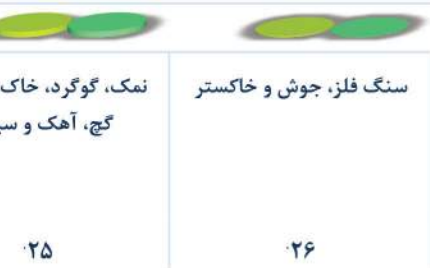 سنگ فلز، جوش و خاکستر
نمک، گوگرد، خاک
گچ، آهک و
۲۶
۲۵